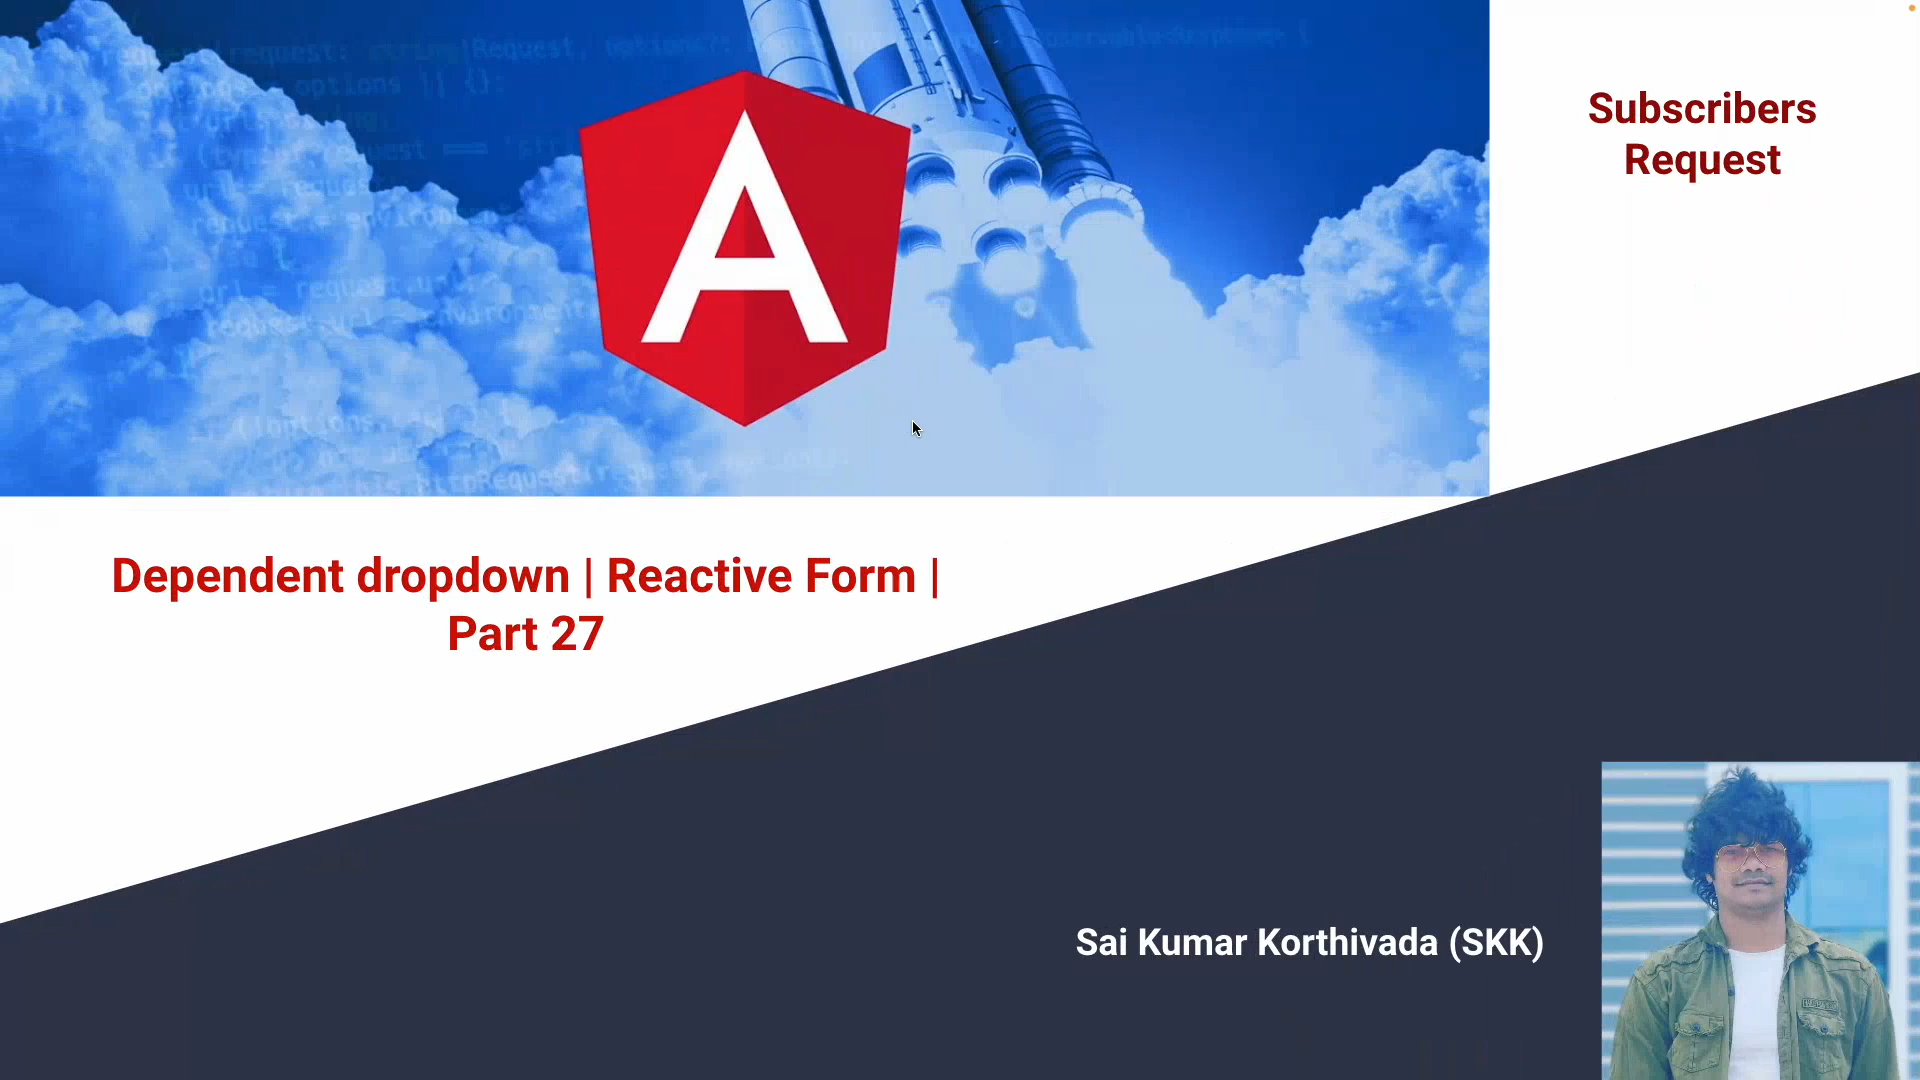 Subscribers
Request
Dependent dropdown | Reactive Form |
Part 27
Sai Kumar Korthivada (SKK)